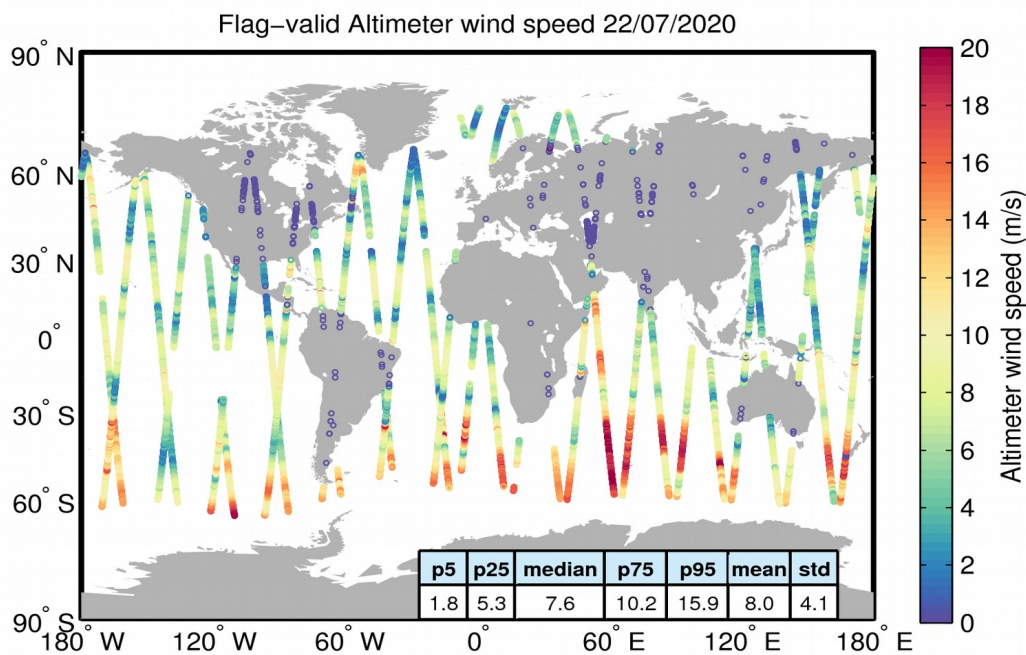 Flag−valid Altimeter wind speed 22/07/2020
90° N
60° N
30° N
0°
30° S
60° S
90° S
180° W
120° W
60° W
0°
60° E
120° E
180° E
p5 p25 median p75 p95 mean std
1.8 5.3 7.6 10.2 15.9 8.0 4.1
20
18
16
14
12
10
8
6
4
2
0
Altimeter wind speed (m/s)